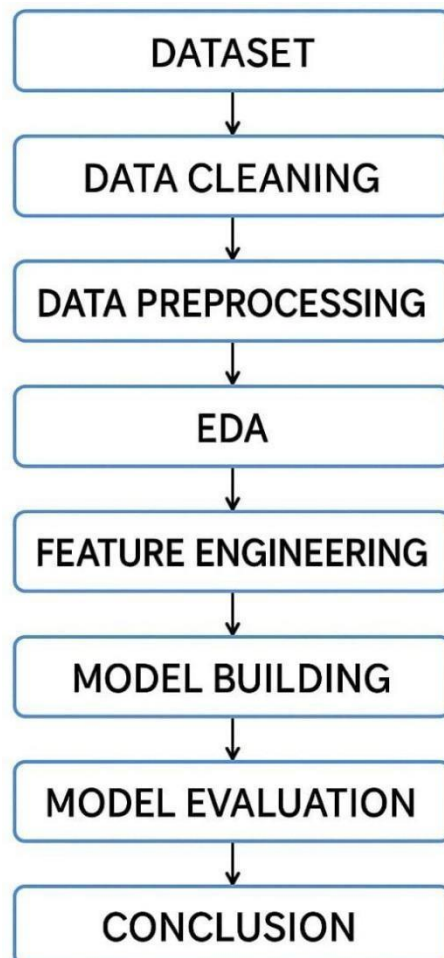 DATASET
DATA CLEANING
DATA PREPROCESSING
EDA
FEATURE ENGINEERING
MODEL BUILDING
MODEL EVALUATION
CONCLUSION